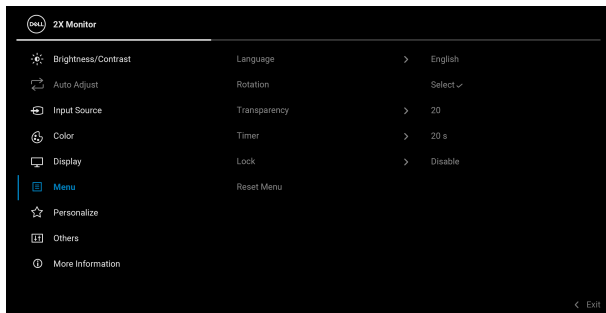 DELL 2X Monitor
Brightness/Contrast Language > English
Auto Adjust Rotation Select ✓
Input Source Transparency > 20
Color Timer > 20 s
Display Lock > Disable
Menu Reset Menu
Personalize
Others
More Information
< Exit